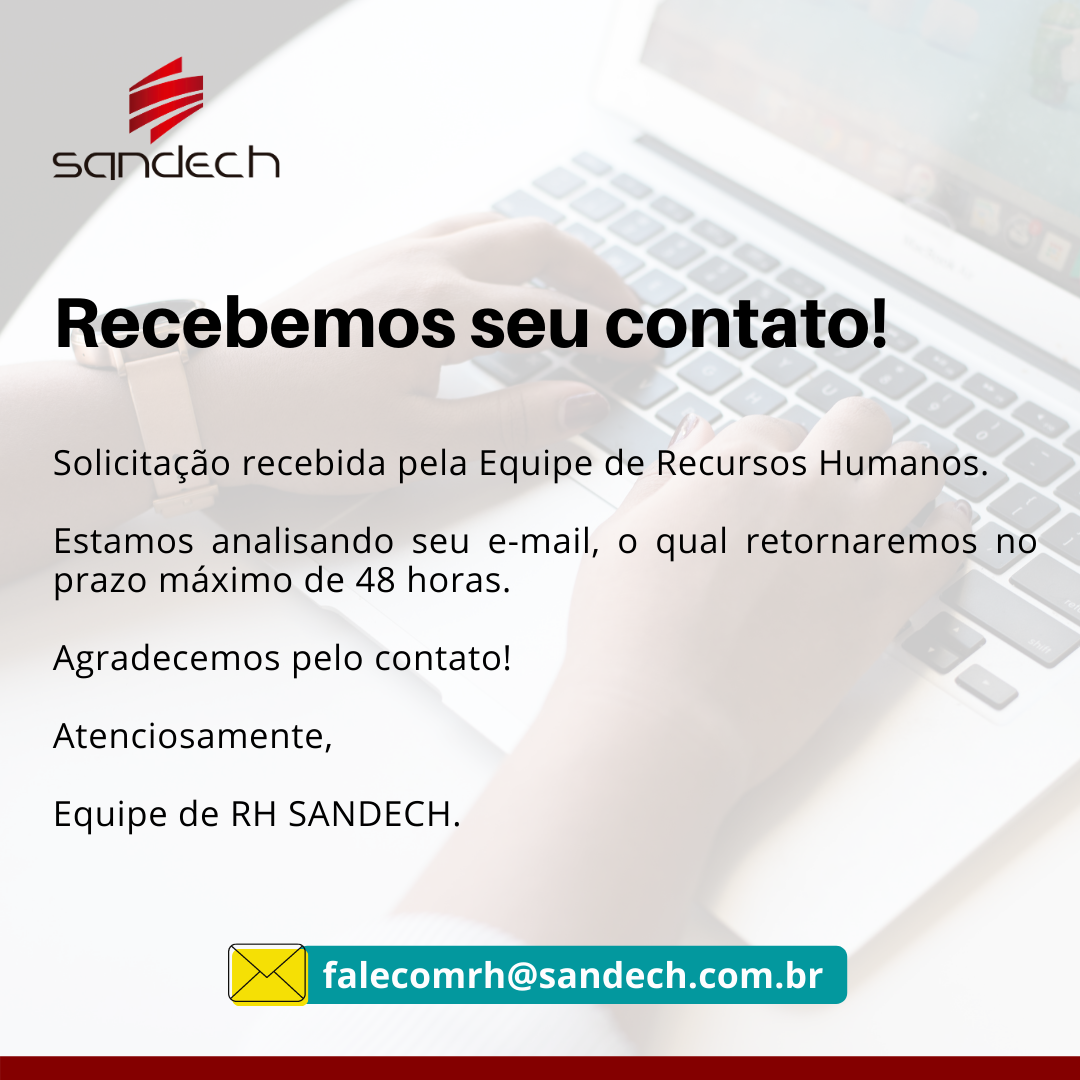 sandech
Recebemos seu contato!
Solicitação recebida pela Equipe de Recursos Humanos.
Estamos analisando seu e-mail, o qual retornaremos no
prazo máximo de 48 horas.
Agradecemos pelo contato!
Atenciosamente,
Equipe de RH SANDECH.
falecomrh@sandech.com.br